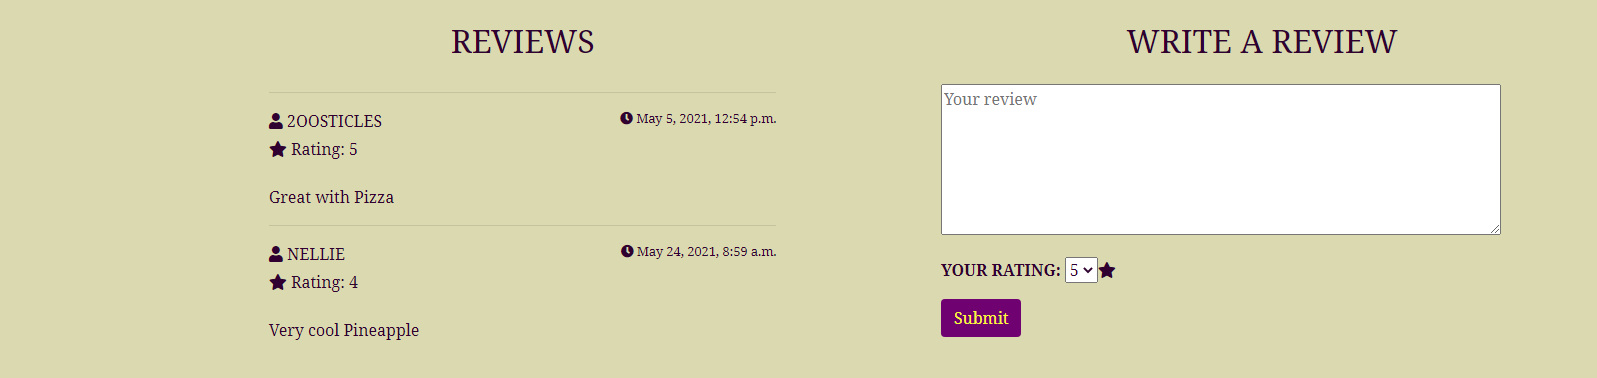 REVIEWS
2OOSTICLES
May 5, 2021, 12:54 p.m.
Rating: 5
Great with Pizza
NELLIE
May 24, 2021, 8:59 a.m.
Rating: 4
Very cool Pineapple
WRITE A REVIEW
Your review
YOUR RATING: 5
Submit